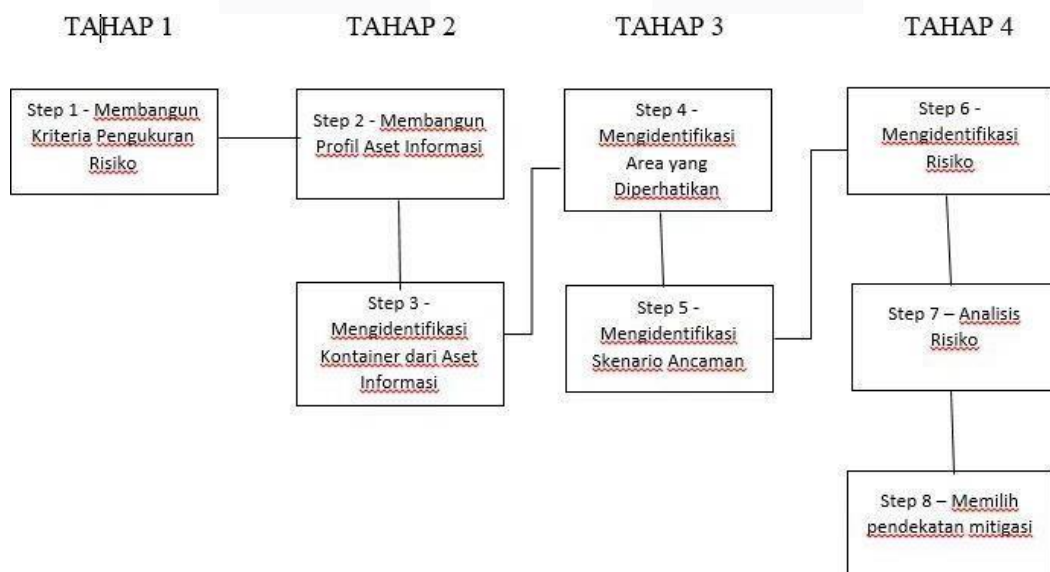 TAHAP 1
TAHAP 2
TAHAP 3
TAHAP 4
Step 1 - Membangun
Kriteria Pengukuran
Risiko
Step 2 - Membangun
Profil Aset Informasi
Step 3 -
Mengidentifikasi
Kontainer dari Aset
Informasi
Step 4 -
Mengidentifikasi
Area yang
Diperhatikan
Step 5 -
Mengidentifikasi
Skenario Ancaman
Step 6 -
Mengidentifikasi
Risiko
Step 7 – Analisis
Risiko
Step 8 – Memilih
pendekatan mitigasi